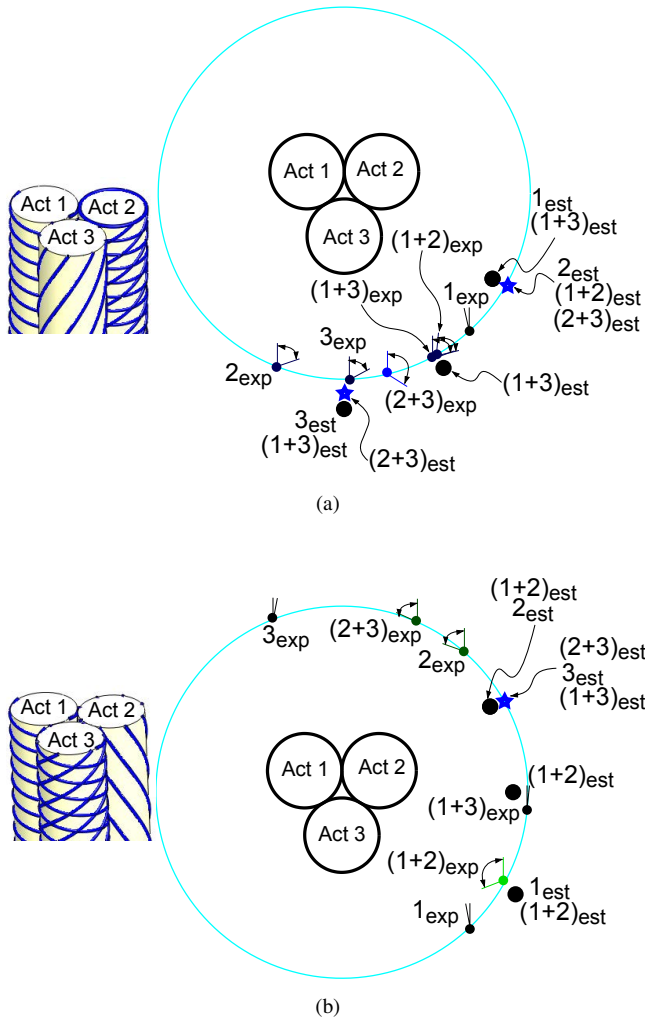 Act 1
Act 2
Act 3
Act 1
Act 2
Act 3
1est
(1+3)est
2est
(1+2)est
(2+3)est
(1+2)exp
(1+3)exp
1exp
3exp
2exp
(2+3)exp
(1+3)est
3est
(1+3)est
(2+3)est
(a)
(1+2)est
2est
3exp
(2+3)exp
2exp
(2+3)est
3est
(1+3)est
Act 1
Act 2
Act 3
Act 1
Act 2
Act 3
(1+2)est
(1+3)exp
(1+2)exp
1est
(1+2)est
1exp
(b)